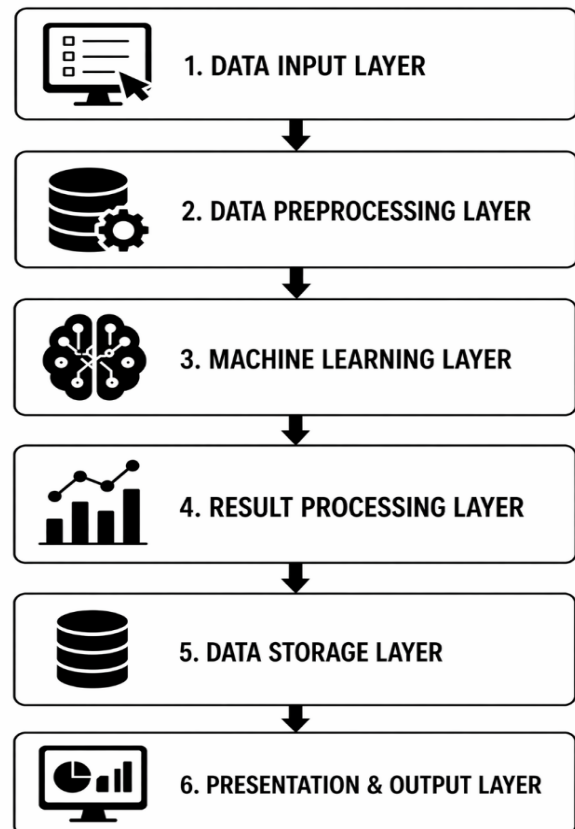 1. DATA INPUT LAYER
2. DATA PREPROCESSING LAYER
3. MACHINE LEARNING LAYER
4. RESULT PROCESSING LAYER
5. DATA STORAGE LAYER
6. PRESENTATION & OUTPUT LAYER